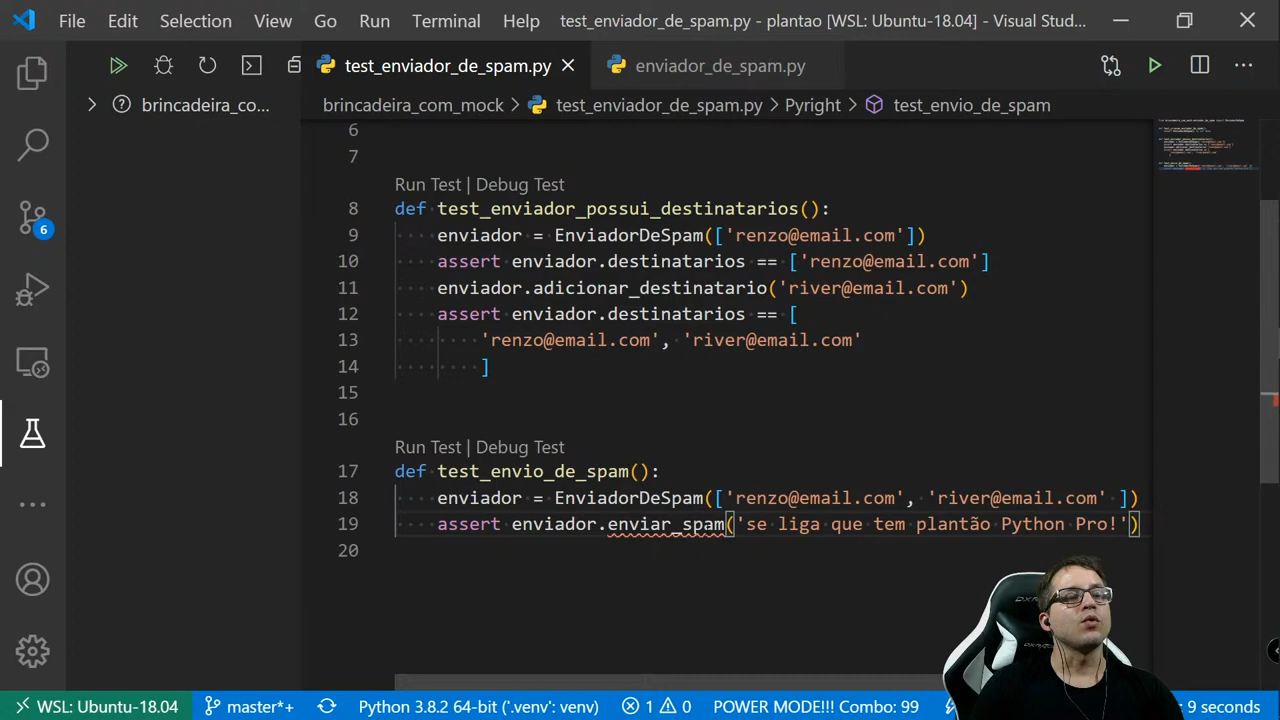 File Edit Selection View Go Run Terminal Help test_enviador_de_spam.py - plantao [WSL: Ubuntu-18.04] - Visual Stud...
test_enviador_de_spam.py enviador_de_spam.py
brincadeira_co...
brincadeira_com_mock > test_enviador_de_spam.py > Pyright > test_envio_de_spam
6
7
Run Test | Debug Test
8 def test_enviador_possui_destinatarios():
9 enviador = EnviadorDeSpam(['renzo@email.com'])
10 assert enviador.destinatarios == ['renzo@email.com']
11 enviador.adicionar_destinatario('river@email.com')
12 assert enviador.destinatarios == [
13 'renzo@email.com', 'river@email.com'
14 ]
15
16
Run Test | Debug Test
17 def test_envio_de_spam():
18 enviador = EnviadorDeSpam(['renzo@email.com', 'river@email.com' ])
19 assert enviador.enviar_spam('se liga que tem plantão Python Pro!')
20
6
WSL: Ubuntu-18.04 master*+ Python 3.8.2 64-bit ('.venv': venv) 1 0 POWER MODE!!! Combo: 99 9 seconds